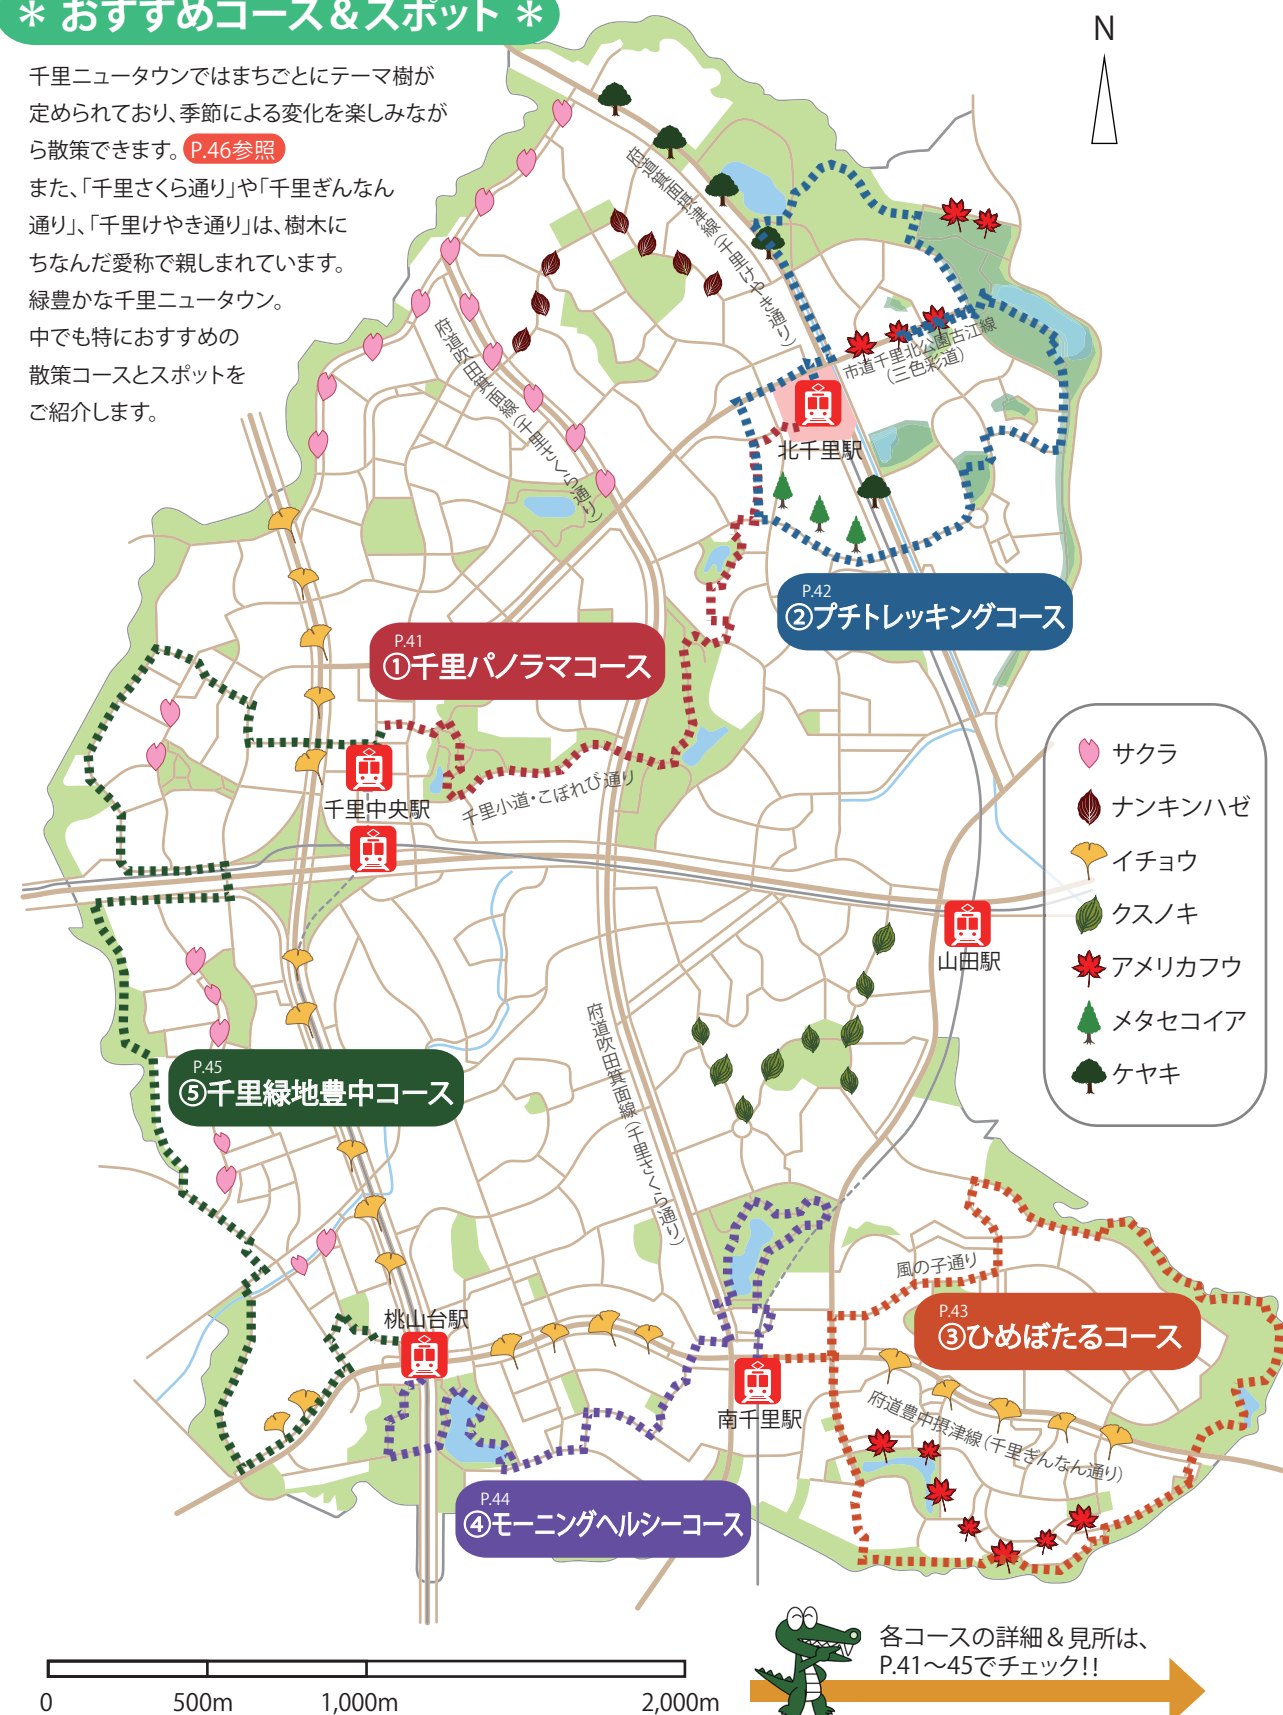 ＊ おすすめコース＆スポット ＊
千里ニュータウンではまちごとにテーマ樹が
定められており、季節による変化を楽しみなが
ら散策できます。 P.46参照
また、「千里さくら通り」や「千里ぎんなん
通り」、「千里けやき通り」は、樹木に
ちなんだ愛称で親しまれています。
緑豊かな千里ニュータウン。
中でも特におすすめの
散策コースとスポットを
ご紹介します。
N
府道箕面摂津線（千里けやき通り）
府道吹田箕面線（千里さくら通り）
市道千里北公園古江線
（三色彩道）
北千里駅
P.42
②プチトレッキングコース
P.41
①千里パノラマコース
千里中央駅
千里小道・こぼれび通り
山田駅
サクラ
ナンキンハゼ
イチョウ
クスノキ
アメリカフウ
メタセコイア
ケヤキ
府道吹田箕面線（千里さくら通り）
P.45
⑤千里緑地豊中コース
風の子通り
P.43
③ひめぼたるコース
桃山台駅
南千里駅
府道豊中摂津線（千里ぎんなん通り）
P.44
④モーニングヘルシーコース
各コースの詳細＆見所は、
P.41〜45でチェック!!
0 500m 1,000m 2,000m